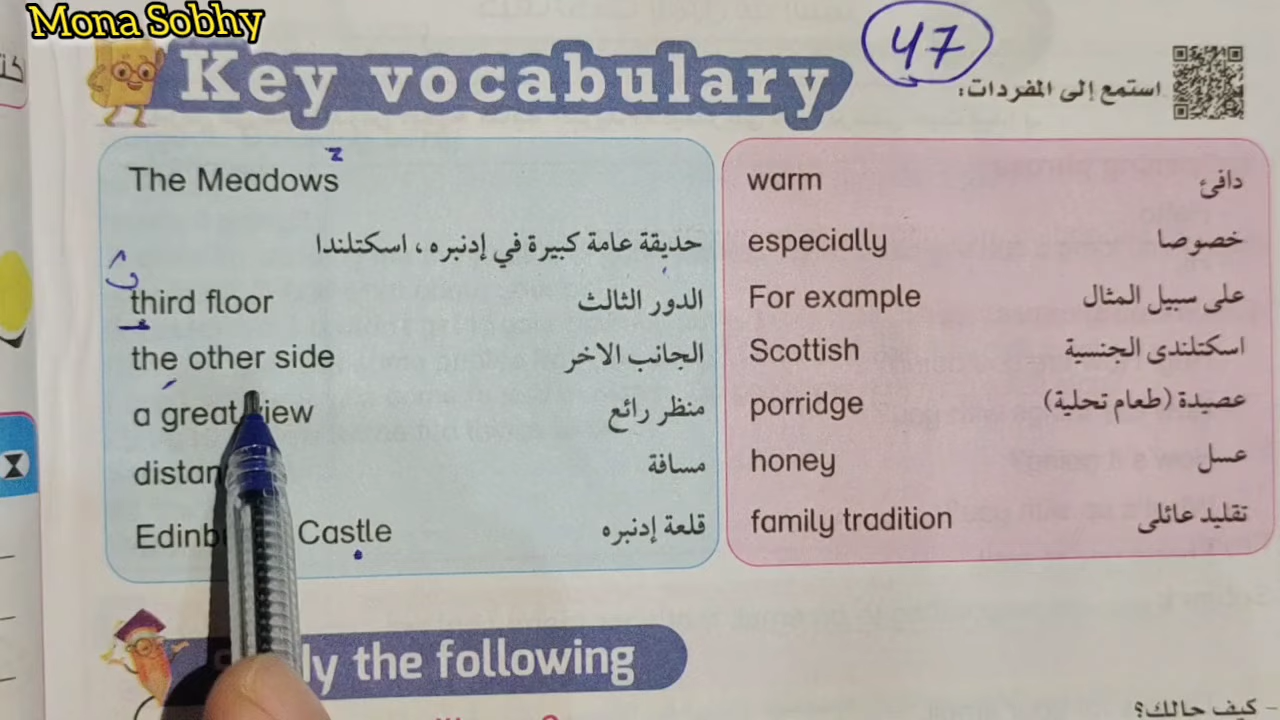 Mona Sobhy
Key vocabulary
47
استمع إلى المفردات:
The Meadows
z
حديقة عامة كبيرة في إدنبره ، اسكتلندا
third floor الدور الثالث
ث
the other side الجانب الاخر
a great view منظر رائع
مسافة
Castle قلعة إدنبره
warm دافئ
especially خصوصا
For example على سبيل المثال
Scottish اسكتلندى الجنسية
porridge عصيدة (طعام تحلية)
honey عسل
family tradition تقليد عائلى
the following
- كيف حالك؟